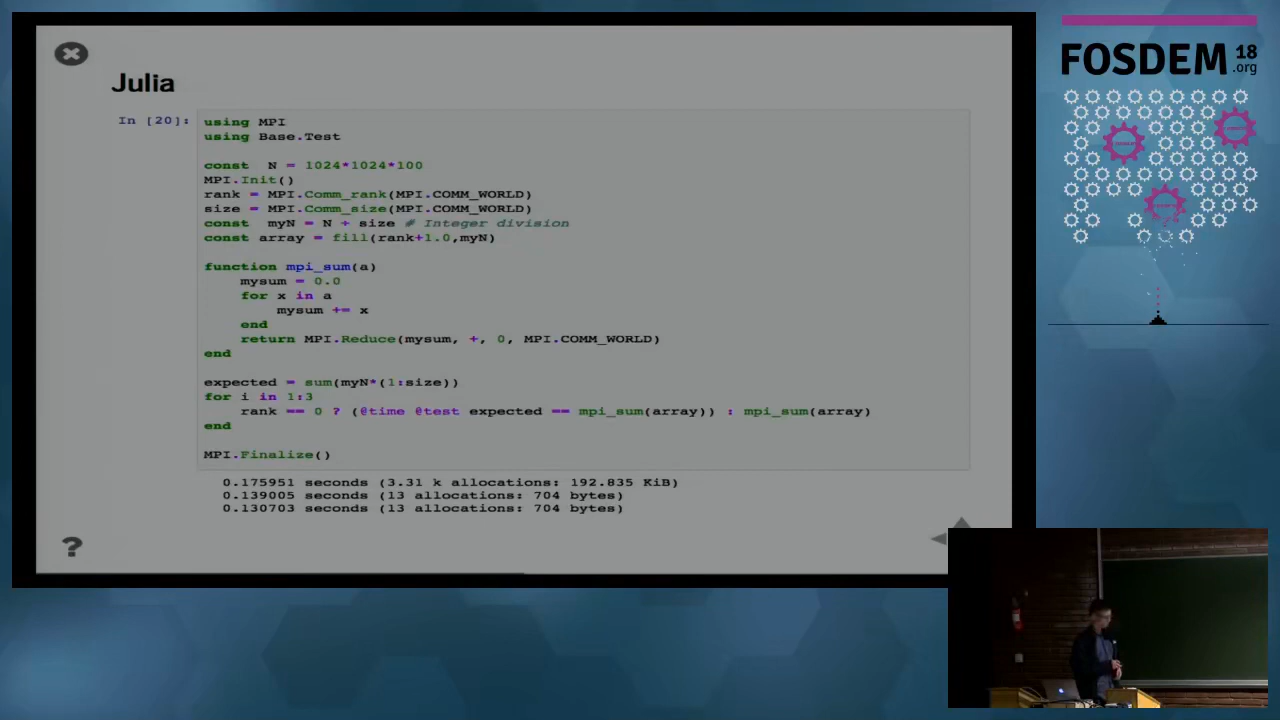 Julia
In [20]:
using MPI
using Base.Test
const  N = 1024*1024*100
MPI.Init()
rank = MPI.Comm_rank(MPI.COMM_WORLD)
size = MPI.Comm_size(MPI.COMM_WORLD)
const  myN = N ÷ size # Integer division
const array = fill(rank+1.0,myN)
function mpi_sum(a)
    mysum = 0.0
    for x in a
        mysum += x
    end
    return MPI.Reduce(mysum, +, 0, MPI.COMM_WORLD)
end
expected = sum(myN*(1:size))
for i in 1:3
    rank == 0 ? (@time @test expected == mpi_sum(array)) : mpi_sum(array)
end
MPI.Finalize()
0.175951 seconds (3.31 k allocations: 192.835 KiB)
0.139005 seconds (13 allocations: 704 bytes)
0.130703 seconds (13 allocations: 704 bytes)
?
FOSDEM 18
.org